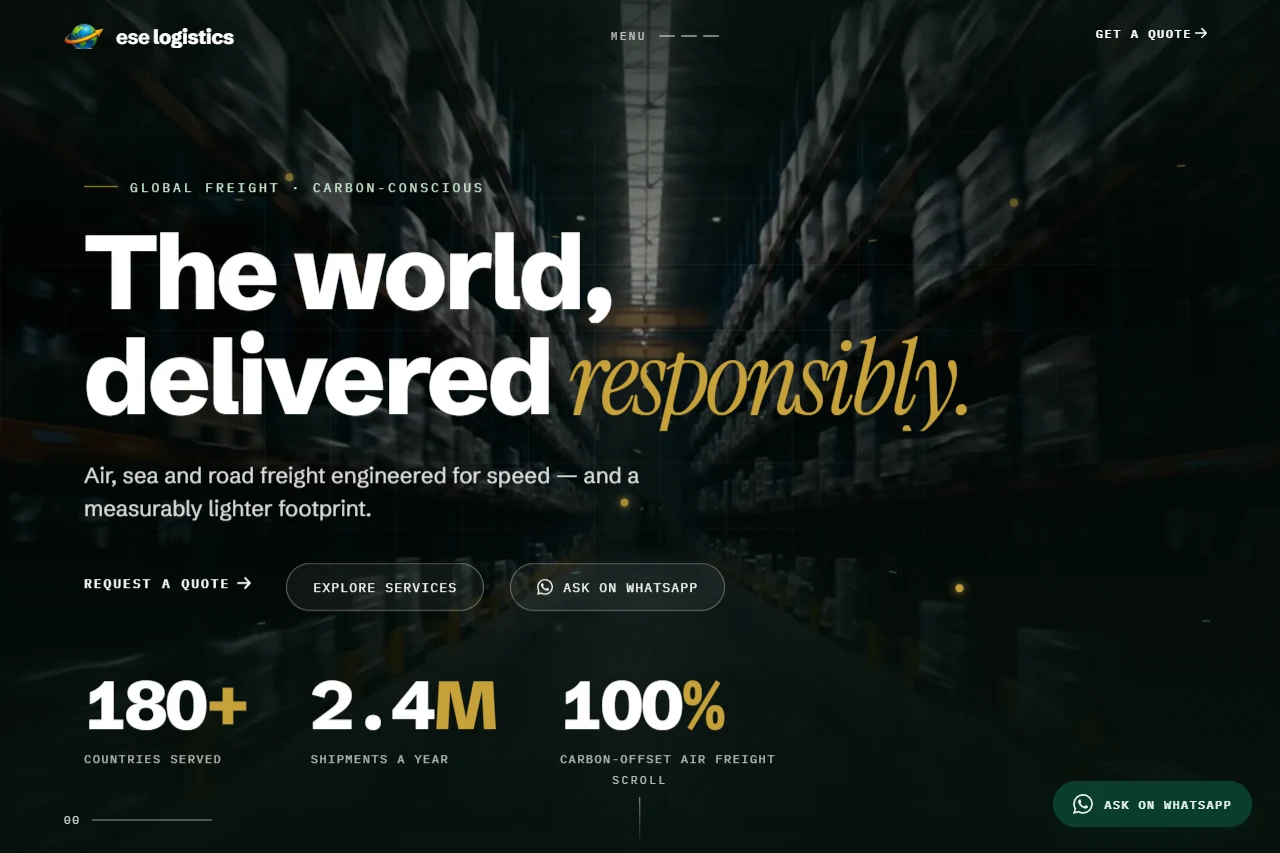 ese logistics
MENU
GET A QUOTE
GLOBAL FREIGHT · CARBON-CONSCIOUS
The world,
delivered responsibly.
Air, sea and road freight engineered for speed — and a
measurably lighter footprint.
REQUEST A QUOTE
EXPLORE SERVICES
ASK ON WHATSAPP
180+
2.4M
100%
COUNTRIES SERVED
SHIPMENTS A YEAR
CARBON-OFFSET AIR FREIGHT
SCROLL
ASK ON WHATSAPP
00